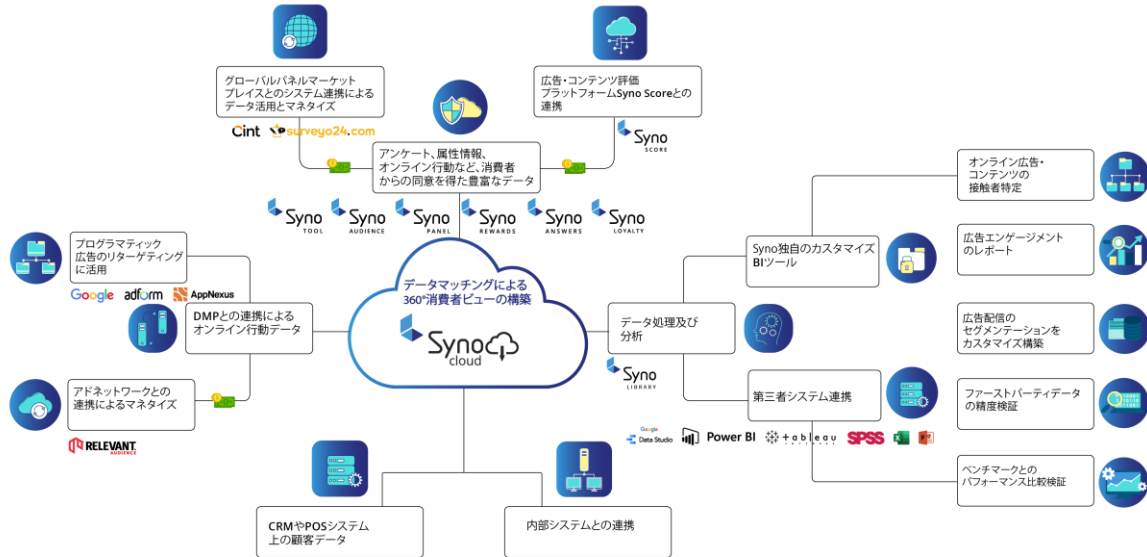 グローバルパネルマーケット
プレイスとのシステム連携による
データ活用とマネタイズ
Cint
surveyo24.com
広告・コンテンツ評価
プラットフォームSyno Scoreとの
連携
Syno
SCORE
アンケート、属性情報、
オンライン行動など、消費者
からの同意を得た豊富なデータ
Syno
TOOL
Syno
AUDIENCE
Syno
PANEL
Syno
REWARDS
Syno
ANSWERS
Syno
LOYALTY
プログラマティック
広告のリターゲティング
に活用
Google
adform
AppNexus
DMPとの連携による
オンライン行動データ
アドネットワークとの
連携によるマネタイズ
RELEVANT
AUDIENCE
データマッチングによる
360°消費者ビューの構築
Syno
cloud
CRMやPOSシステム
上の顧客データ
内部システムとの連携
データ処理及び
分析
Syno
LIBRARY
Syno独自のカスタマイズ
BIツール
第三者システム連携
Google
Data Studio
Power BI
+ableau
SPSS
オンライン広告・
コンテンツの
接触者特定
広告エンゲージメント
のレポート
広告配信の
セグメンテーションを
カスタマイズ構築
ファーストパーティデータ
の精度検証
ベンチマークとの
パフォーマンス比較検証